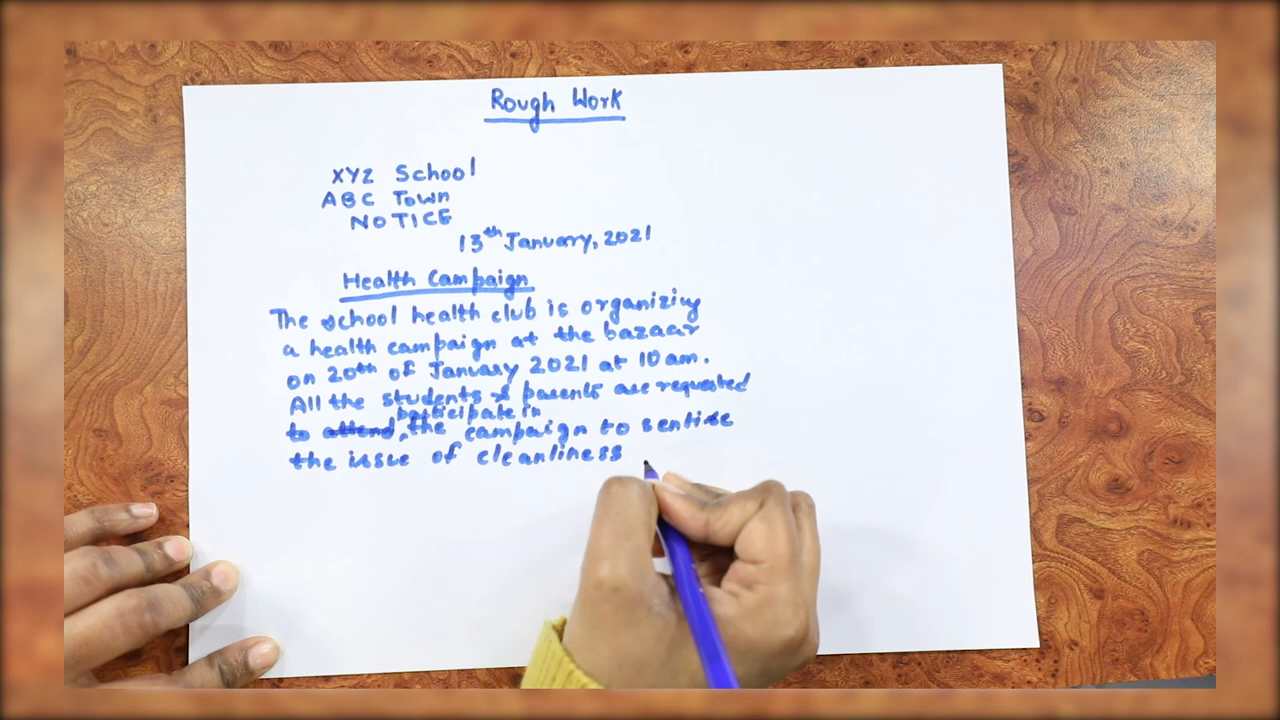 Rough Work
XYZ School
ABC Town
NOTICE
13th January, 2021
Health Campaign
The school health club is organizing
a health campaign at the bazaar
on 20th of January 2021 at 10 am.
All the students & parents are requested
participate in
to attend, the campaign to sentise
the issue of cleanliness